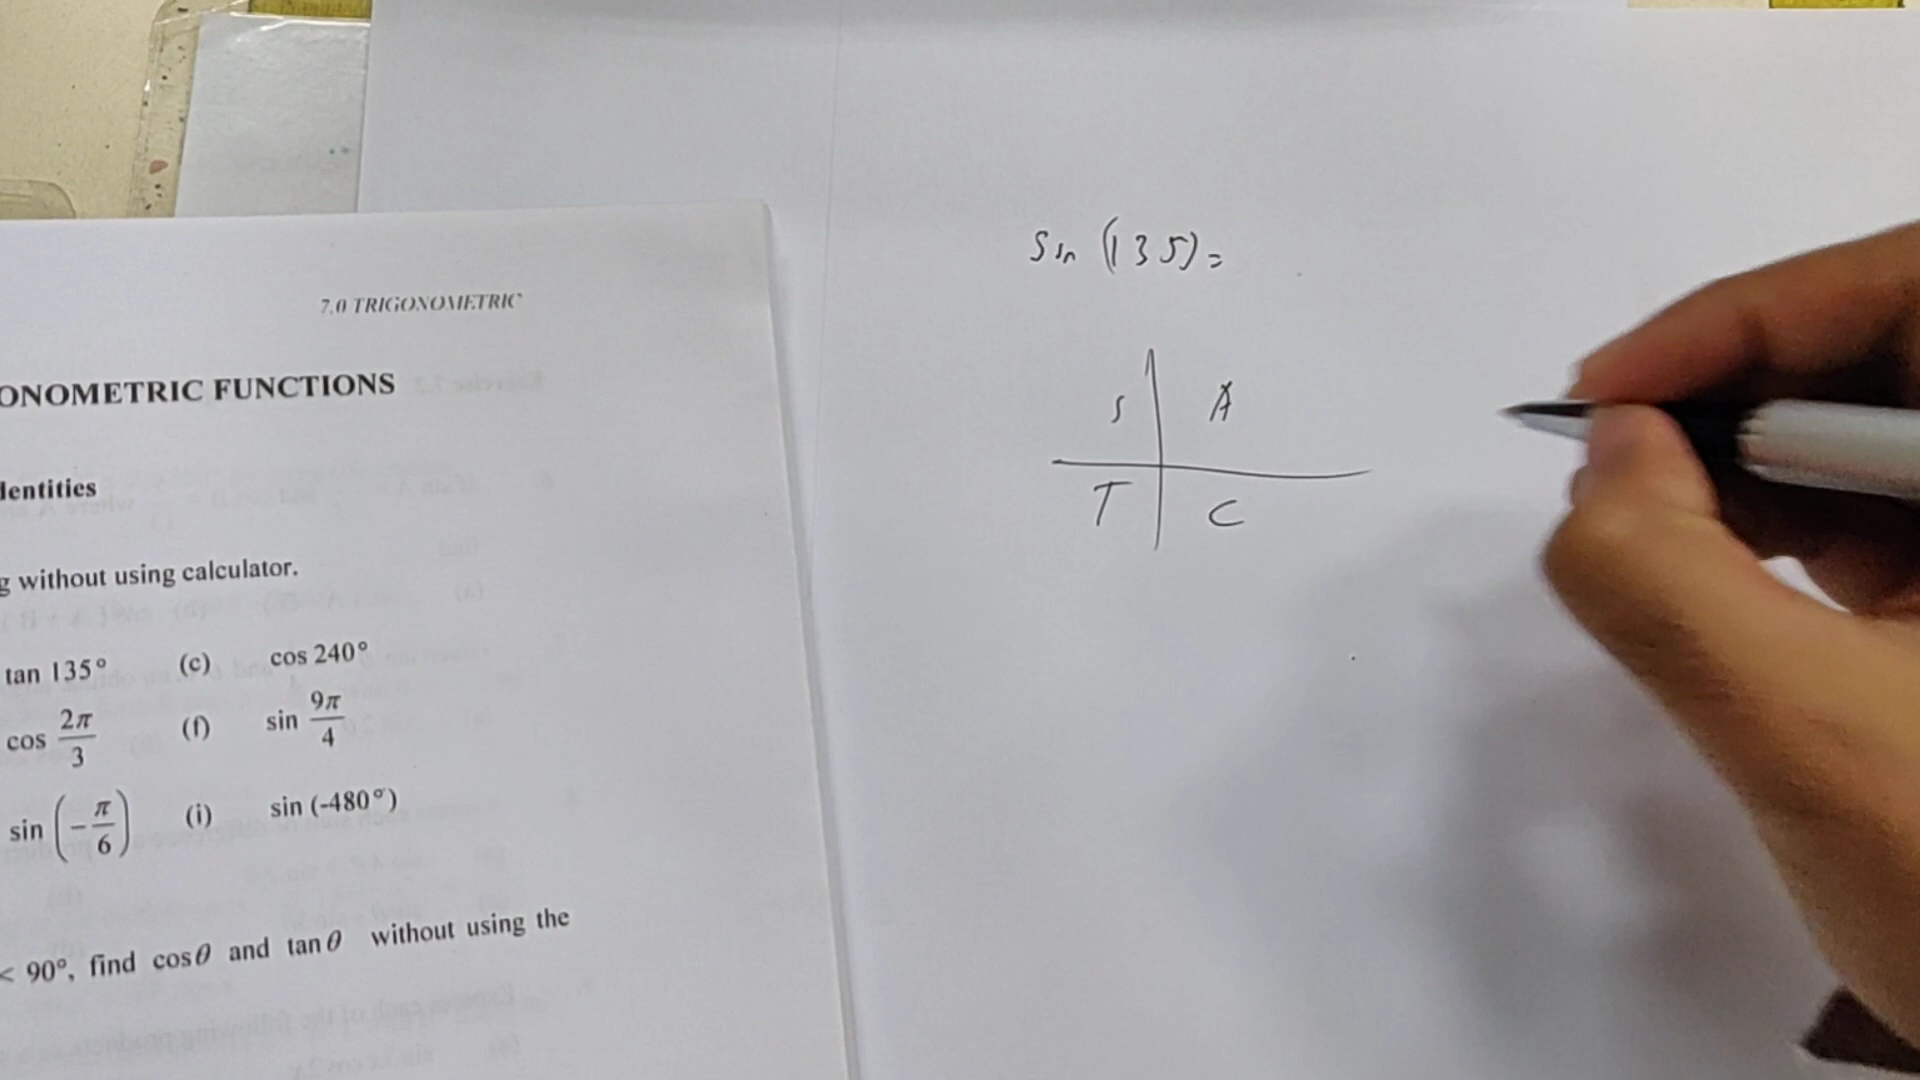 7.0 TRIGONOMETRIC
ONOMETRIC FUNCTIONS
dentities
g without using calculator.
tan 135° (c) cos 240°
cos 2π/3 (f) sin 9π/4
sin (-π/6) (i) sin (-480°)
< 90°, find cosθ and tanθ without using the
Sin (135)=
S A
T C